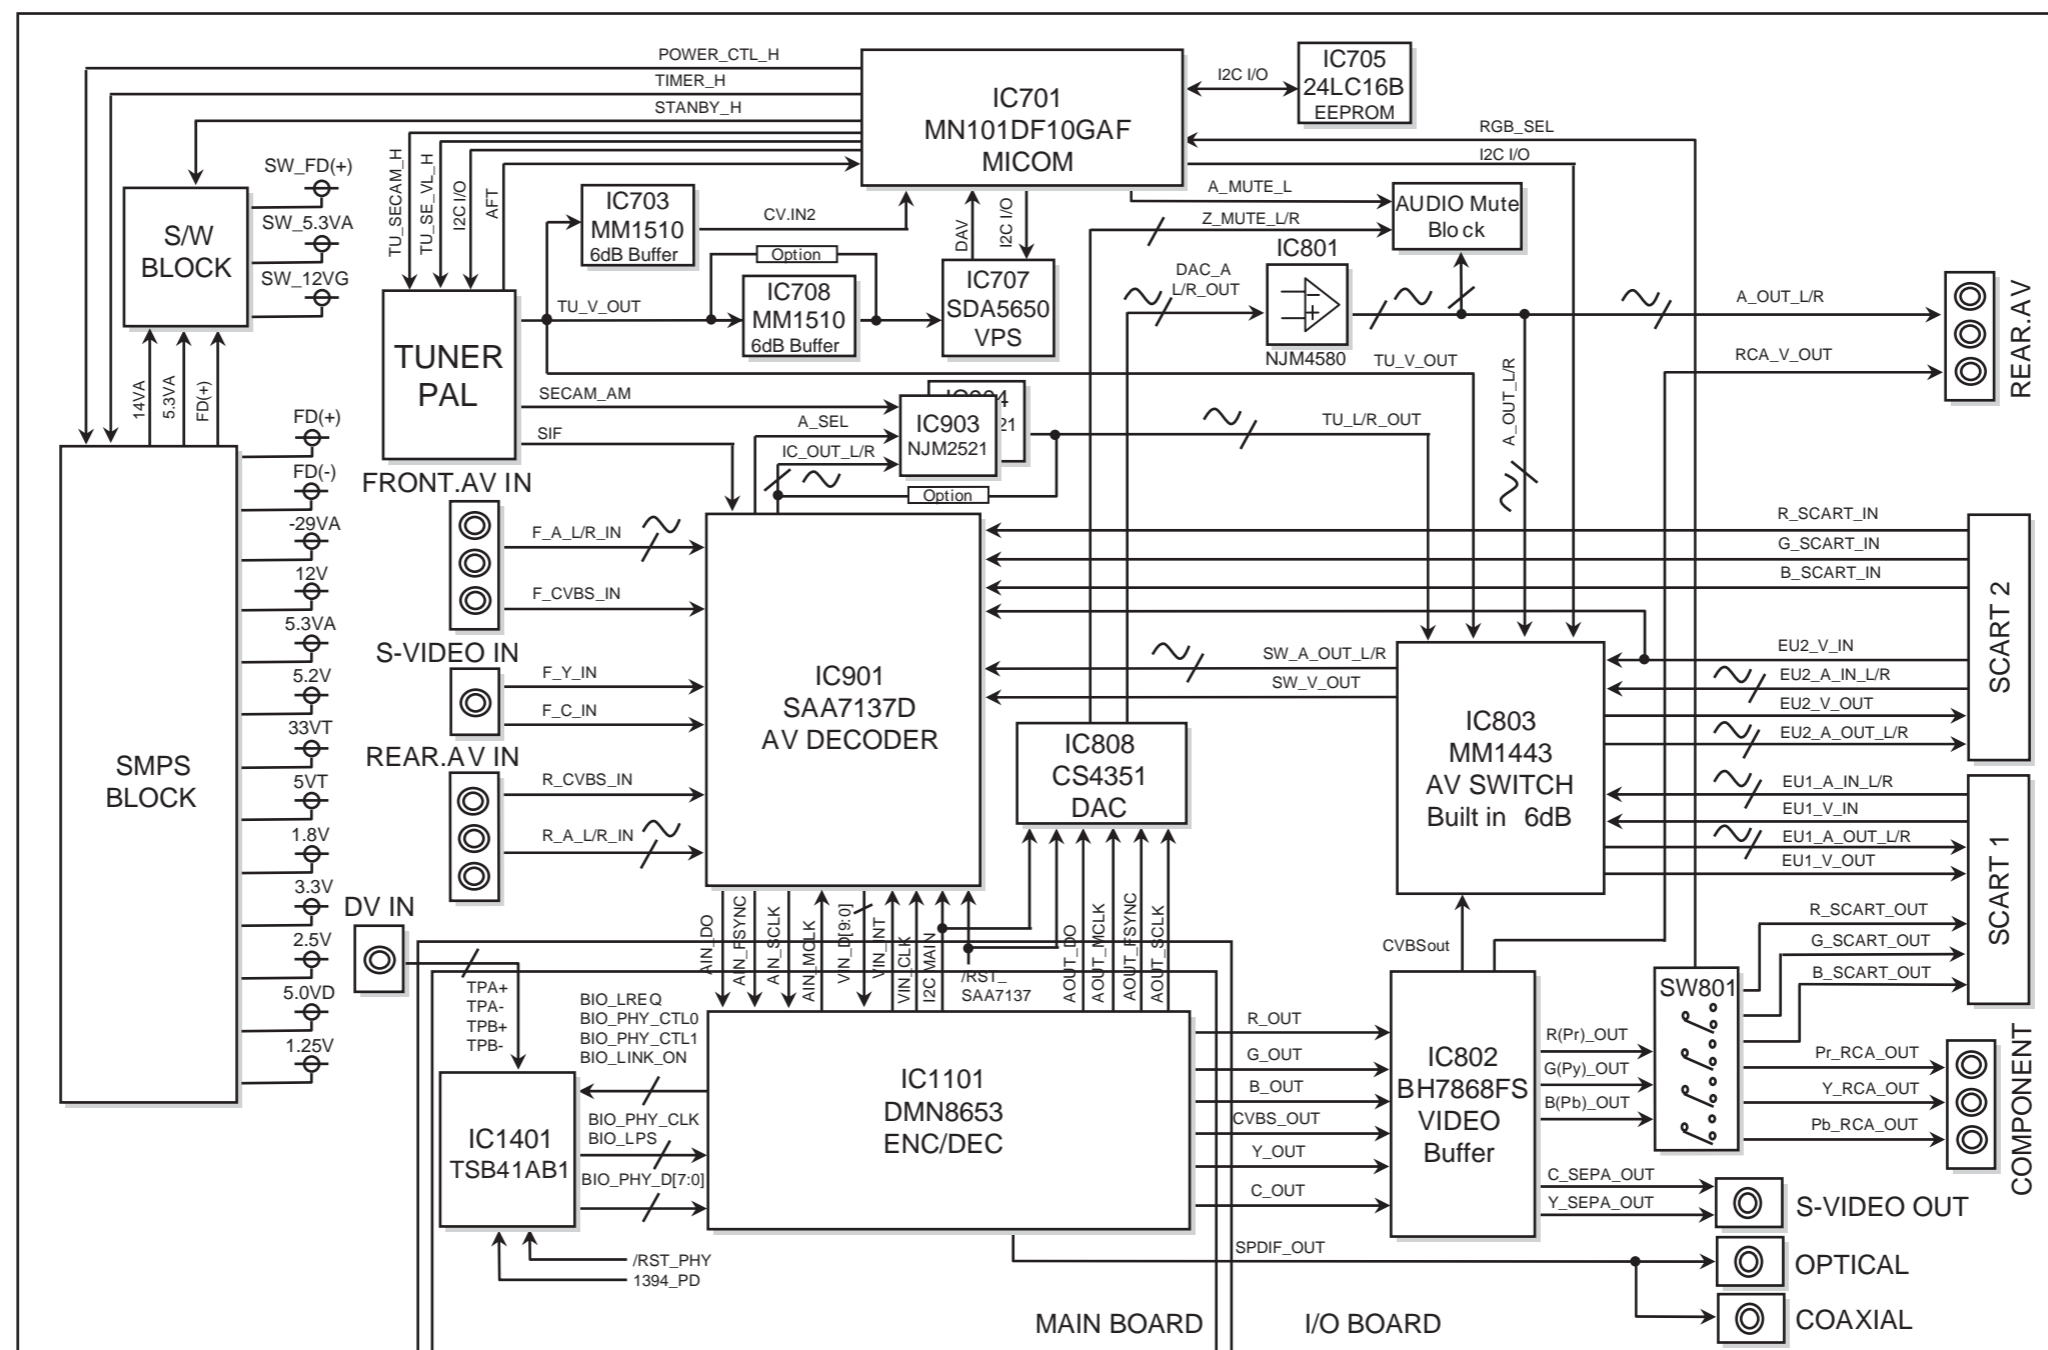 POWER_CTL_H
TIMER_H
STANBY_H
IC701
MN101DF10GAF
MICOM
I2C I/O
IC705
24LC16B
EEPROM
RGB_SEL
I2C I/O
SW_FD(+)
SW_5.3VA
SW_12VG
S/W
BLOCK
TU_SECAM_H
TU_SE_VL_H
I2C I/O
AFT
IC703
MM1510
6dB Buffer
CV.IN2
Option
DAV
I2C I/O
A_MUTE_L
Z_MUTE_L/R
AUDIO Mute
Block
IC801
DAC_A
L/R_OUT
NJM4580
TU_V_OUT
IC708
MM1510
6dB Buffer
IC707
SDA5650
VPS
A_OUT_L/R
RCA_V_OUT
REAR.AV
TUNER
PAL
TU_V_OUT
A_OUT_L/R
14VA
5.3VA
FD(+)
SECAM_AM
SIF
A_SEL
IC_OUT_L/R
IC903
NJM2521
21
TU_L/R_OUT
Option
SMPS
BLOCK
FD(+)
FD(-)
-29VA
12V
5.3VA
5.2V
33VT
5VT
1.8V
3.3V
2.5V
5.0VD
1.25V
FRONT.AV IN
F_A_L/R_IN
F_CVBS_IN
S-VIDEO IN
F_Y_IN
F_C_IN
REAR.AV IN
R_CVBS_IN
R_A_L/R_IN
IC901
SAA7137D
AV DECODER
R_SCART_IN
G_SCART_IN
B_SCART_IN
SW_A_OUT_L/R
SW_V_OUT
IC808
CS4351
DAC
IC803
MM1443
AV SWITCH
Built in 6dB
EU2_V_IN
EU2_A_IN_L/R
EU2_V_OUT
EU2_A_OUT_L/R
SCART 2
EU1_A_IN_L/R
EU1_V_IN
EU1_A_OUT_L/R
EU1_V_OUT
R_SCART_OUT
G_SCART_OUT
B_SCART_OUT
SCART 1
DV IN
TPA+
TPA-
TPB+
TPB-
AIN_DO
AIN_FSYNC
AIN_SCLK
AIN_MCLK
VIN_D[9:0]
VIN_INT
VIN_CLK
I2C MAIN
/RST_
SAA7137
AOUT_DO
AOUT_MCLK
AOUT_FSYNC
AOUT_SCLK
CVBSout
BIO_LREQ
BIO_PHY_CTL0
BIO_PHY_CTL1
BIO_LINK_ON
BIO_PHY_CLK
BIO_LPS
BIO_PHY_D[7:0]
IC1401
TSB41AB1
/RST_PHY
1394_PD
IC1101
DMN8653
ENC/DEC
R_OUT
G_OUT
B_OUT
CVBS_OUT
Y_OUT
C_OUT
SPDIF_OUT
IC802
BH7868FS
VIDEO
Buffer
R(Pr)_OUT
G(Py)_OUT
B(Pb)_OUT
SW801
Pr_RCA_OUT
Y_RCA_OUT
Pb_RCA_OUT
COMPONENT
C_SEPA_OUT
Y_SEPA_OUT
S-VIDEO OUT
OPTICAL
COAXIAL
MAIN BOARD
I/O BOARD